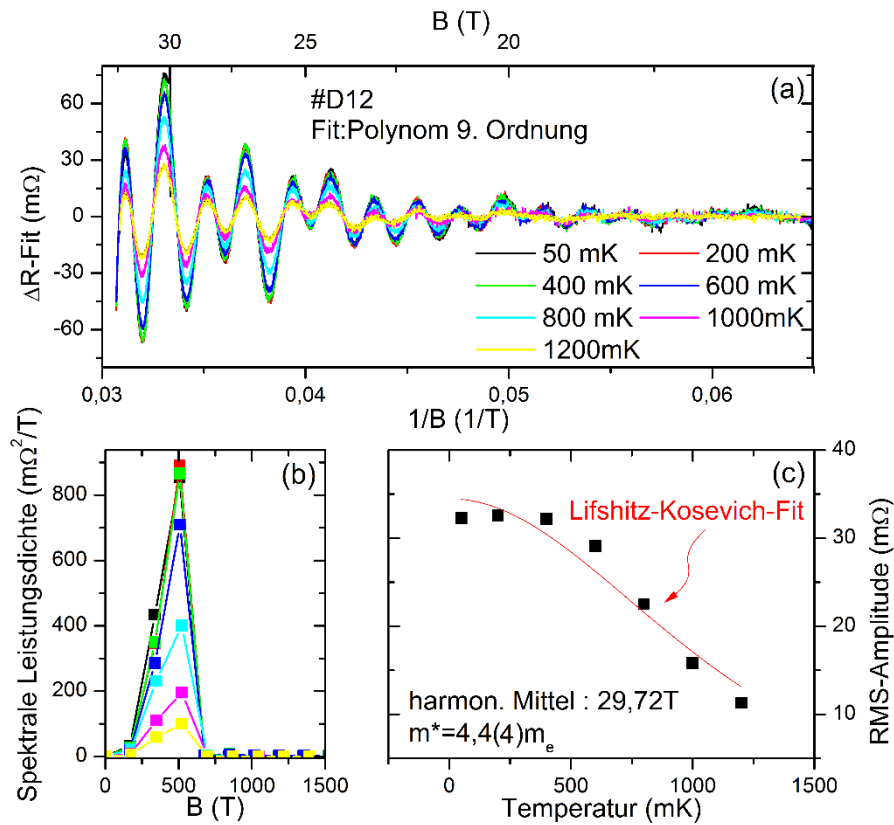 B (T)
30 25 20
(a)
#D12
Fit:Polynom 9. Ordnung
60
30
0
-30
-60
ΔR-Fit (mΩ)
50 mK 200 mK
400 mK 600 mK
800 mK 1000mK
1200mK
0,03 0,04 0,05 0,06
1/B (1/T)
(b)
Spektrale Leistungsdichte (mΩ²/T)
800
600
400
200
0
0 500 1000 1500
B (T)
(c)
Lifshitz-Kosevich-Fit
harmon. Mittel : 29,72T
m*=4,4(4)mₑ
40
30
20
10
0
RMS-Amplitude (mΩ)
0 500 1000 1500
Temperatur (mK)